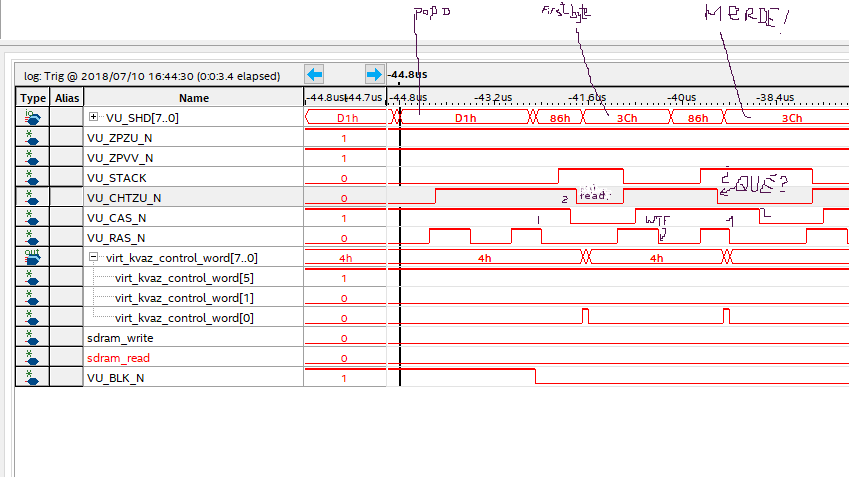 POP D
First byte
MERDE!
log: Trig @ 2018/07/10 16:44:30 (0:0:3.4 elapsed)
-44.8us
Type Alias Name -44.8us -44.7us -44.8us -43.2us -41.6us -40us -38.4us
VU_SHD[7..0] D1h D1h 86h 3Ch 86h 3Ch
VU_ZPZU_N 1
VU_ZPVV_N 1
VU_STACK 0
VU_CHTZU_N 0 2 read. ¿QUE?
VU_CAS_N 1 1 WTF 1
VU_RAS_N 0
virt_kvaz_control_word[7..0] 4h 4h 4h
virt_kvaz_control_word[5] 1
virt_kvaz_control_word[1] 0
virt_kvaz_control_word[0] 0
sdram_write 0
sdram_read 0
VU_BLK_N 1